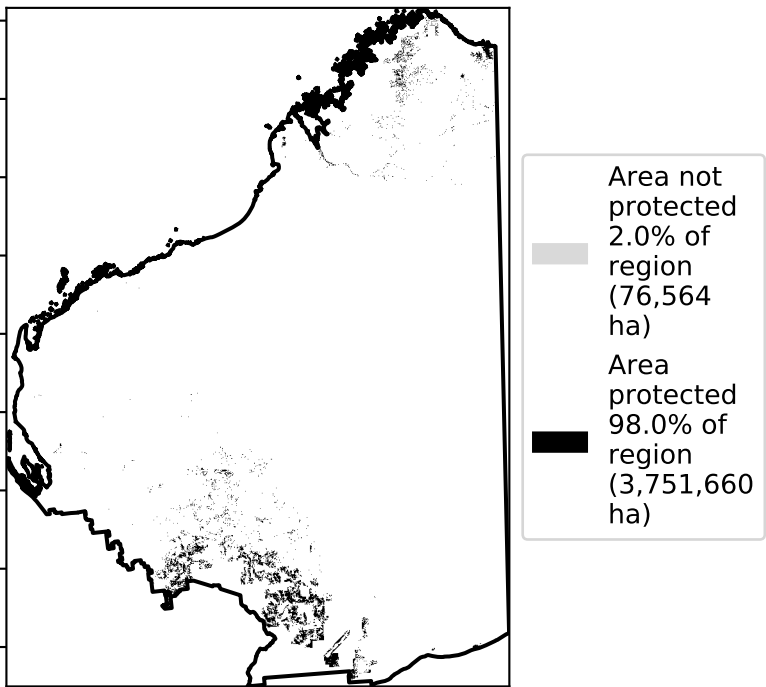 Area not
protected
2.0% of
region
(76,564
ha)
Area
protected
98.0% of
region
(3,751,660
ha)